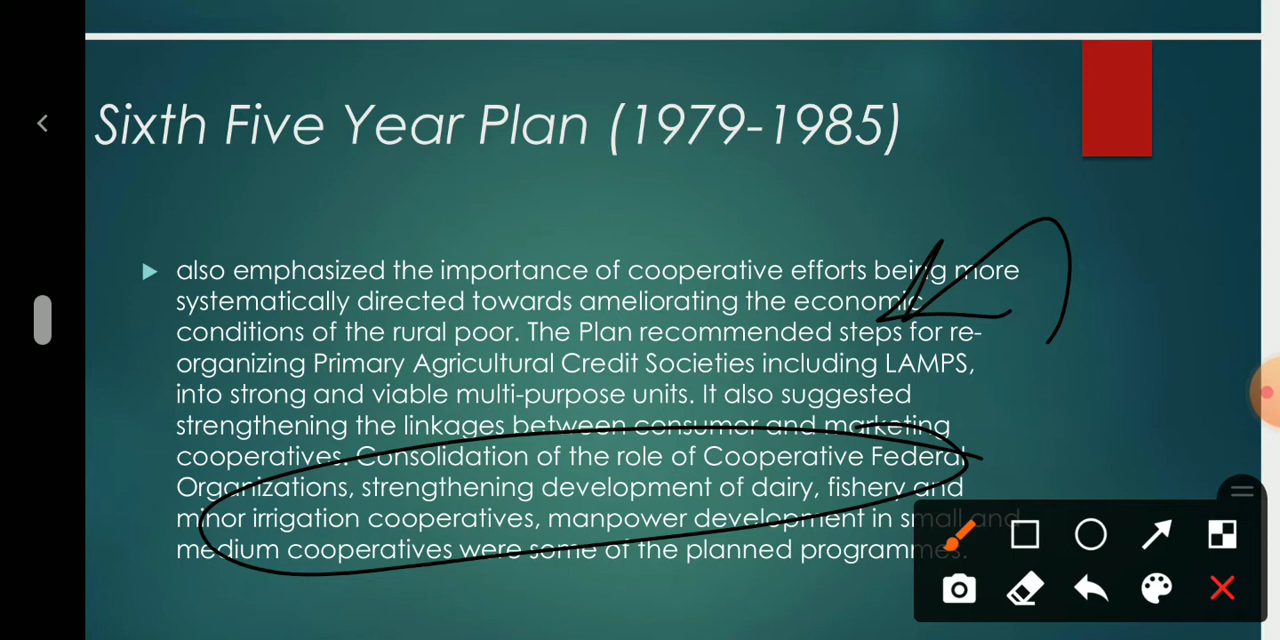 Sixth Five Year Plan (1979-1985)
also emphasized the importance of cooperative efforts being more
systematically directed towards ameliorating the economic
conditions of the rural poor. The Plan recommended steps for re-
organizing Primary Agricultural Credit Societies including LAMPS,
into strong and viable multi-purpose units. It also suggested
strengthening the linkages between consumer and marketing
cooperatives. Consolidation of the role of Cooperative Federal
Organizations, strengthening development of dairy, fishery and
minor irrigation cooperatives, manpower development in small and
medium cooperatives were some of the planned programmes.